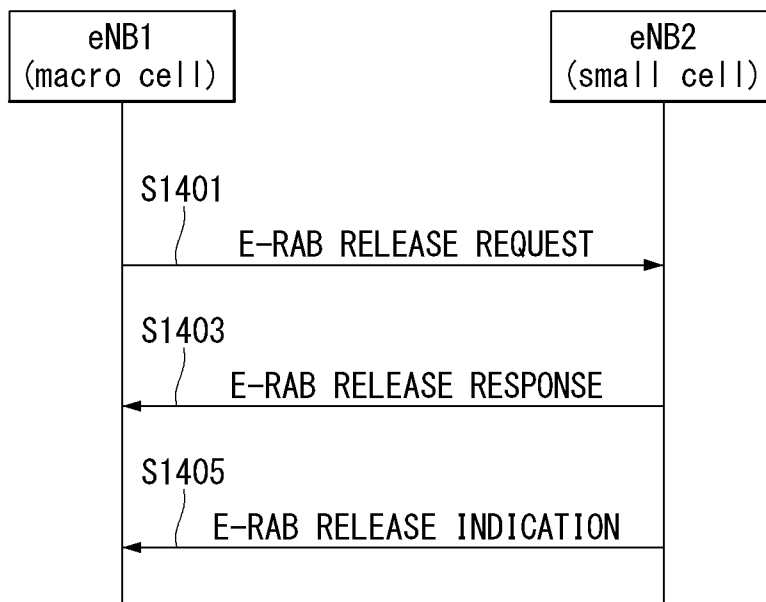 eNB1
(macro cell)
eNB2
(small cell)
S1401
E-RAB RELEASE REQUEST
S1403
E-RAB RELEASE RESPONSE
S1405
E-RAB RELEASE INDICATION